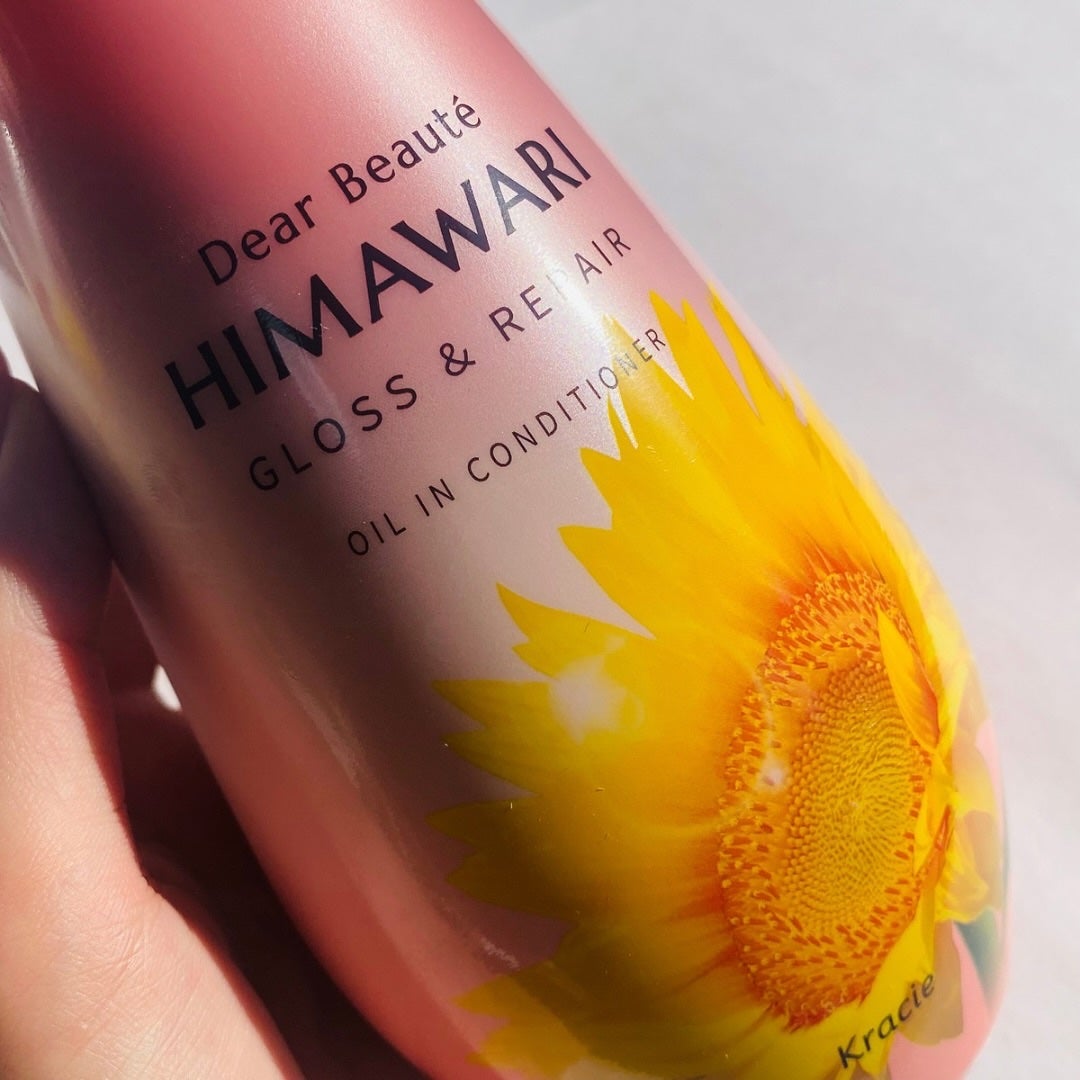 Dear Beauté
HIMAWARI
GLOSS & REPAIR
OIL IN CONDITIONER
Kracie